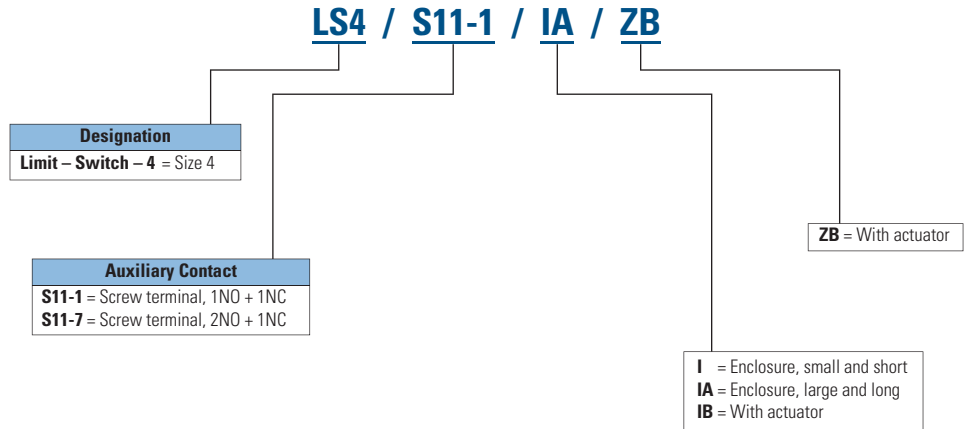 LS4 / S11-1 / IA / ZB
Designation
Limit – Switch – 4 = Size 4
ZB = With actuator
Auxiliary Contact
S11-1 = Screw terminal, 1NO + 1NC
S11-7 = Screw terminal, 2NO + 1NC
I = Enclosure, small and short
IA = Enclosure, large and long
IB = With actuator